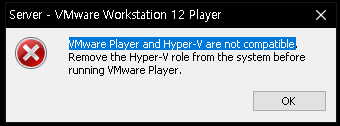 Server - VMware Workstation 12 Player
VMware Player and Hyper-V are not compatible.
Remove the Hyper-V role from the system before
running VMware Player.
OK